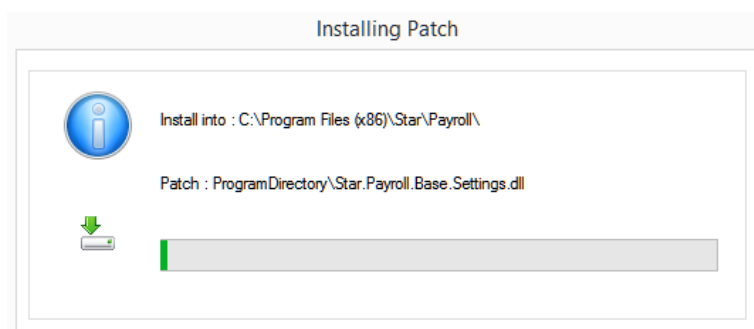 Installing Patch
Install into : C:\Program Files (x86)\Star\Payroll\
Patch : ProgramDirectory\Star.Payroll.Base.Settings.dll